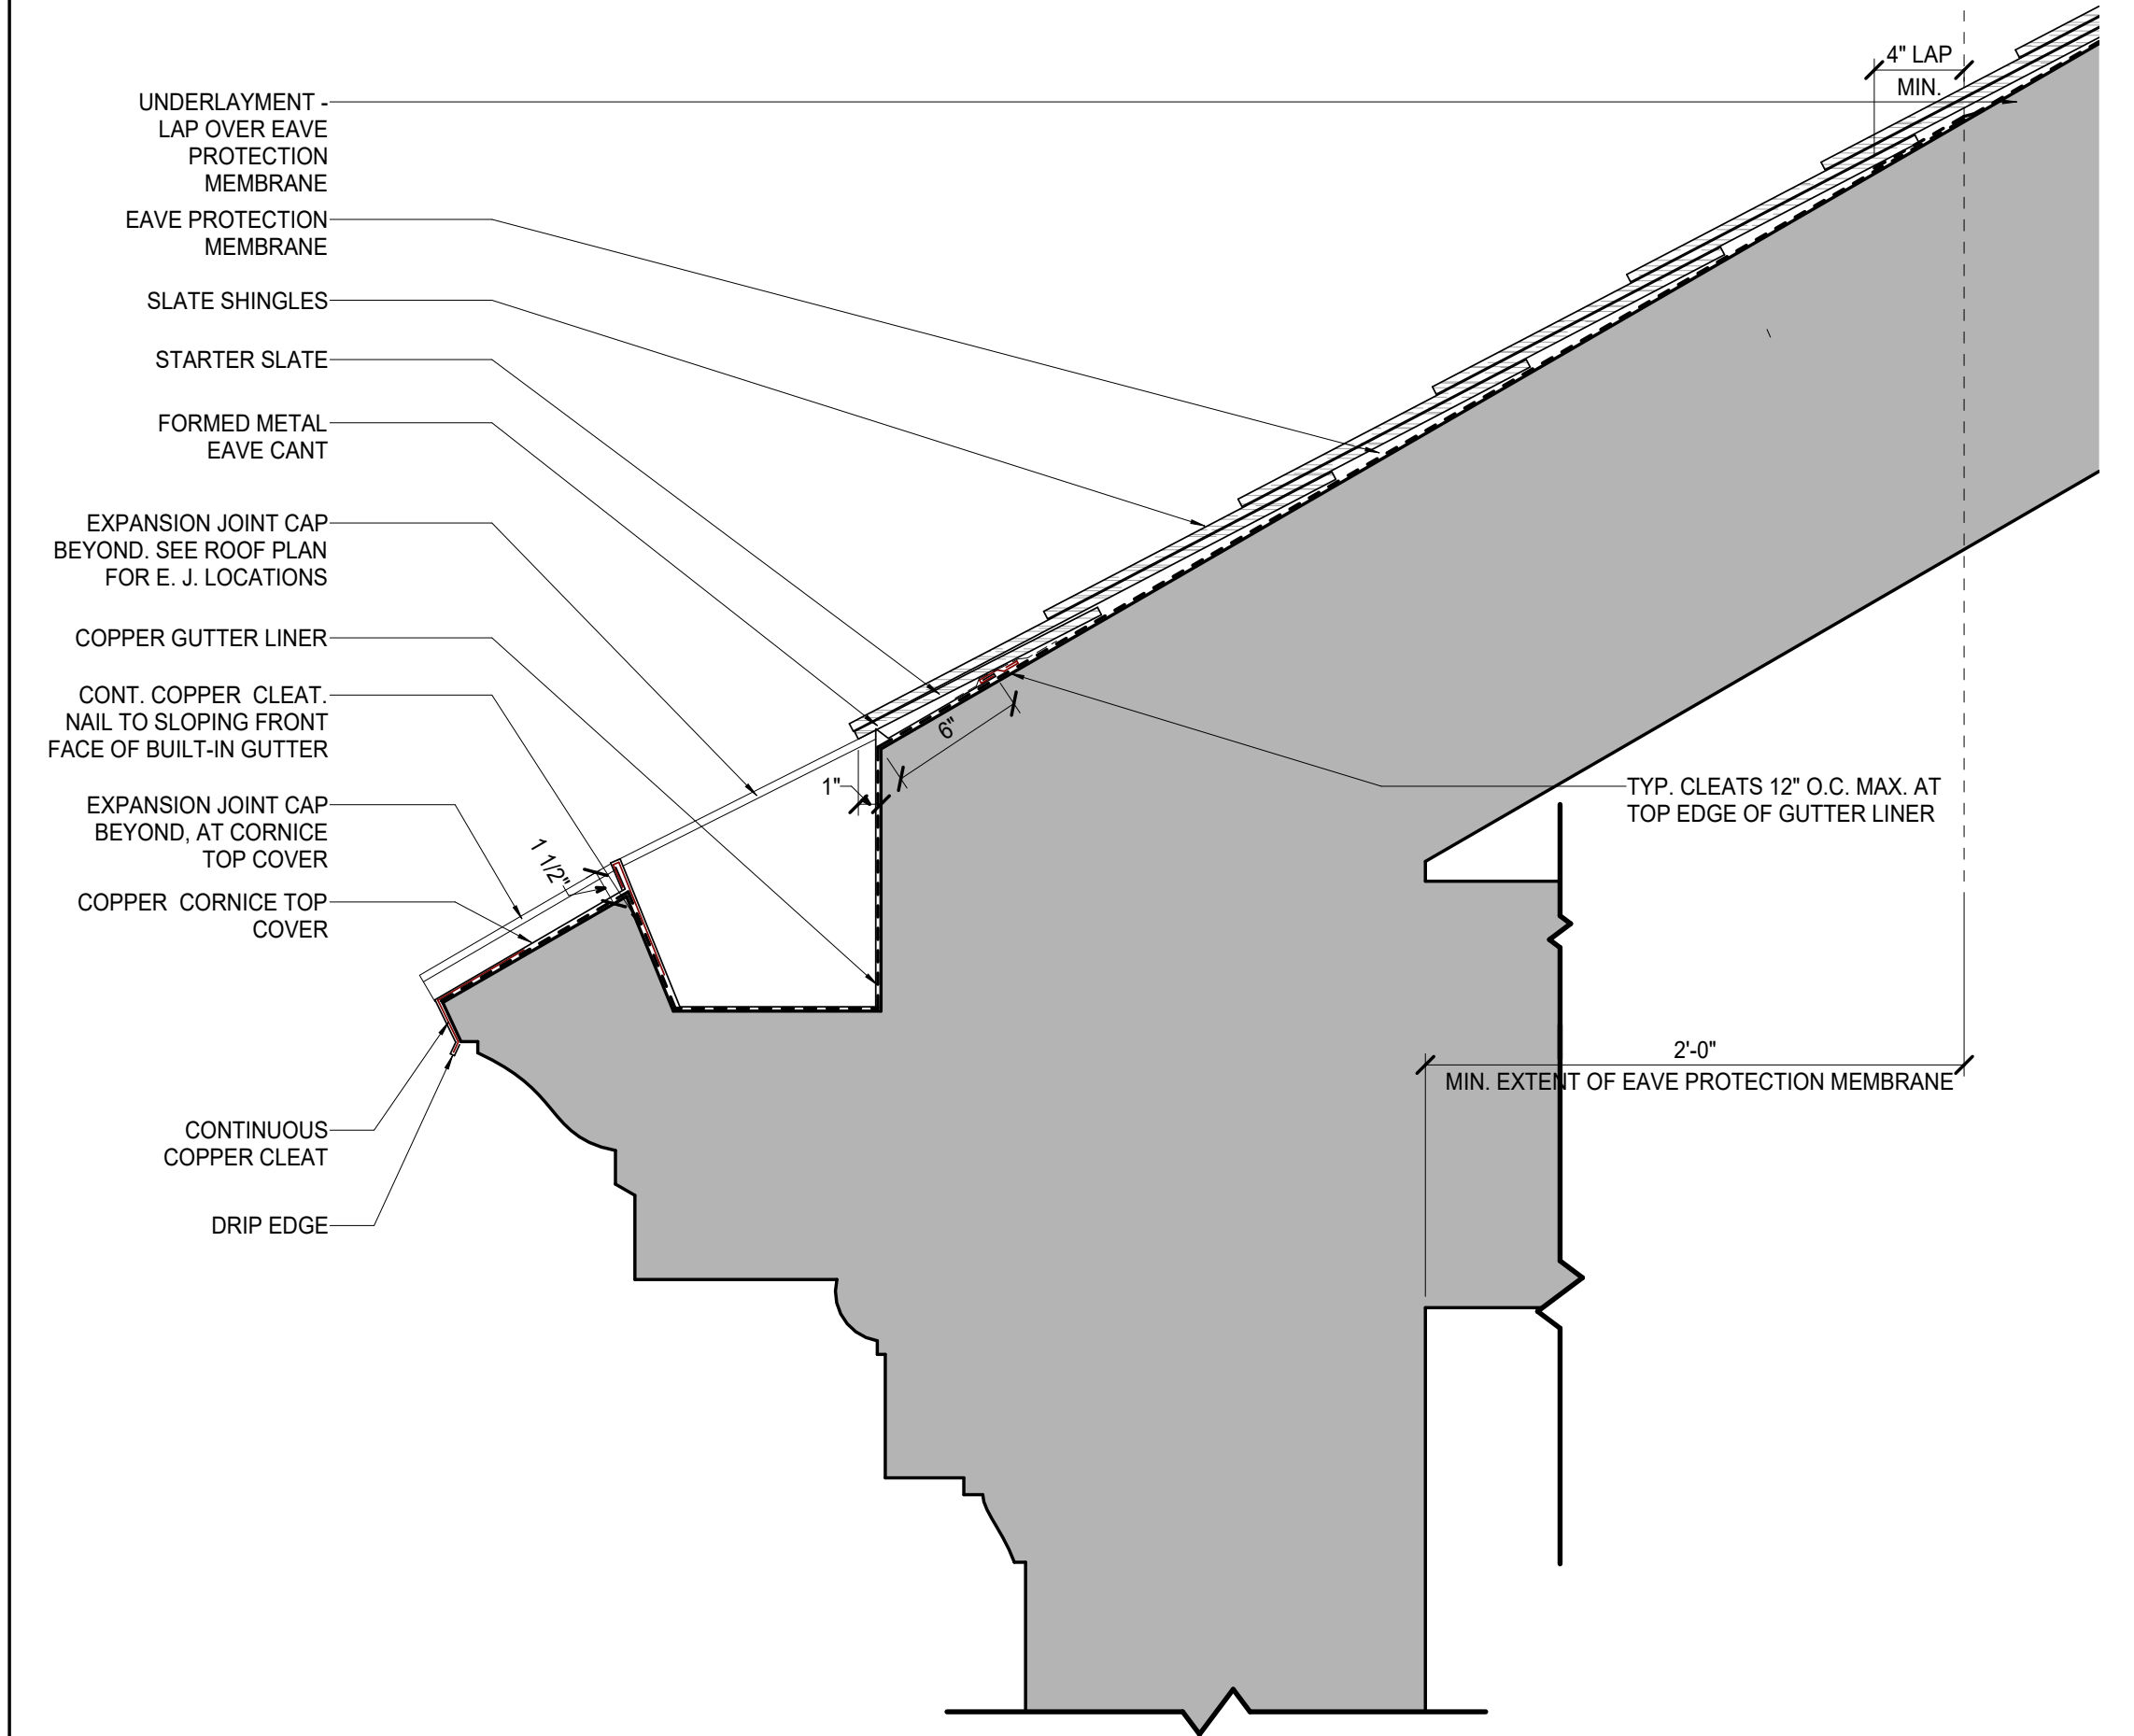 4" LAP
MIN.
UNDERLAYMENT -
LAP OVER EAVE
PROTECTION
MEMBRANE
EAVE PROTECTION
MEMBRANE
SLATE SHINGLES
STARTER SLATE
FORMED METAL
EAVE CANT
EXPANSION JOINT CAP
BEYOND. SEE ROOF PLAN
FOR E. J. LOCATIONS
COPPER GUTTER LINER
CONT. COPPER CLEAT.
NAIL TO SLOPING FRONT
FACE OF BUILT-IN GUTTER
EXPANSION JOINT CAP
BEYOND, AT CORNICE
TOP COVER
COPPER CORNICE TOP
COVER
CONTINUOUS
COPPER CLEAT
DRIP EDGE
6"
1"
1 1/2"
TYP. CLEATS 12" O.C. MAX. AT
TOP EDGE OF GUTTER LINER
2'-0"
MIN. EXTENT OF EAVE PROTECTION MEMBRANE